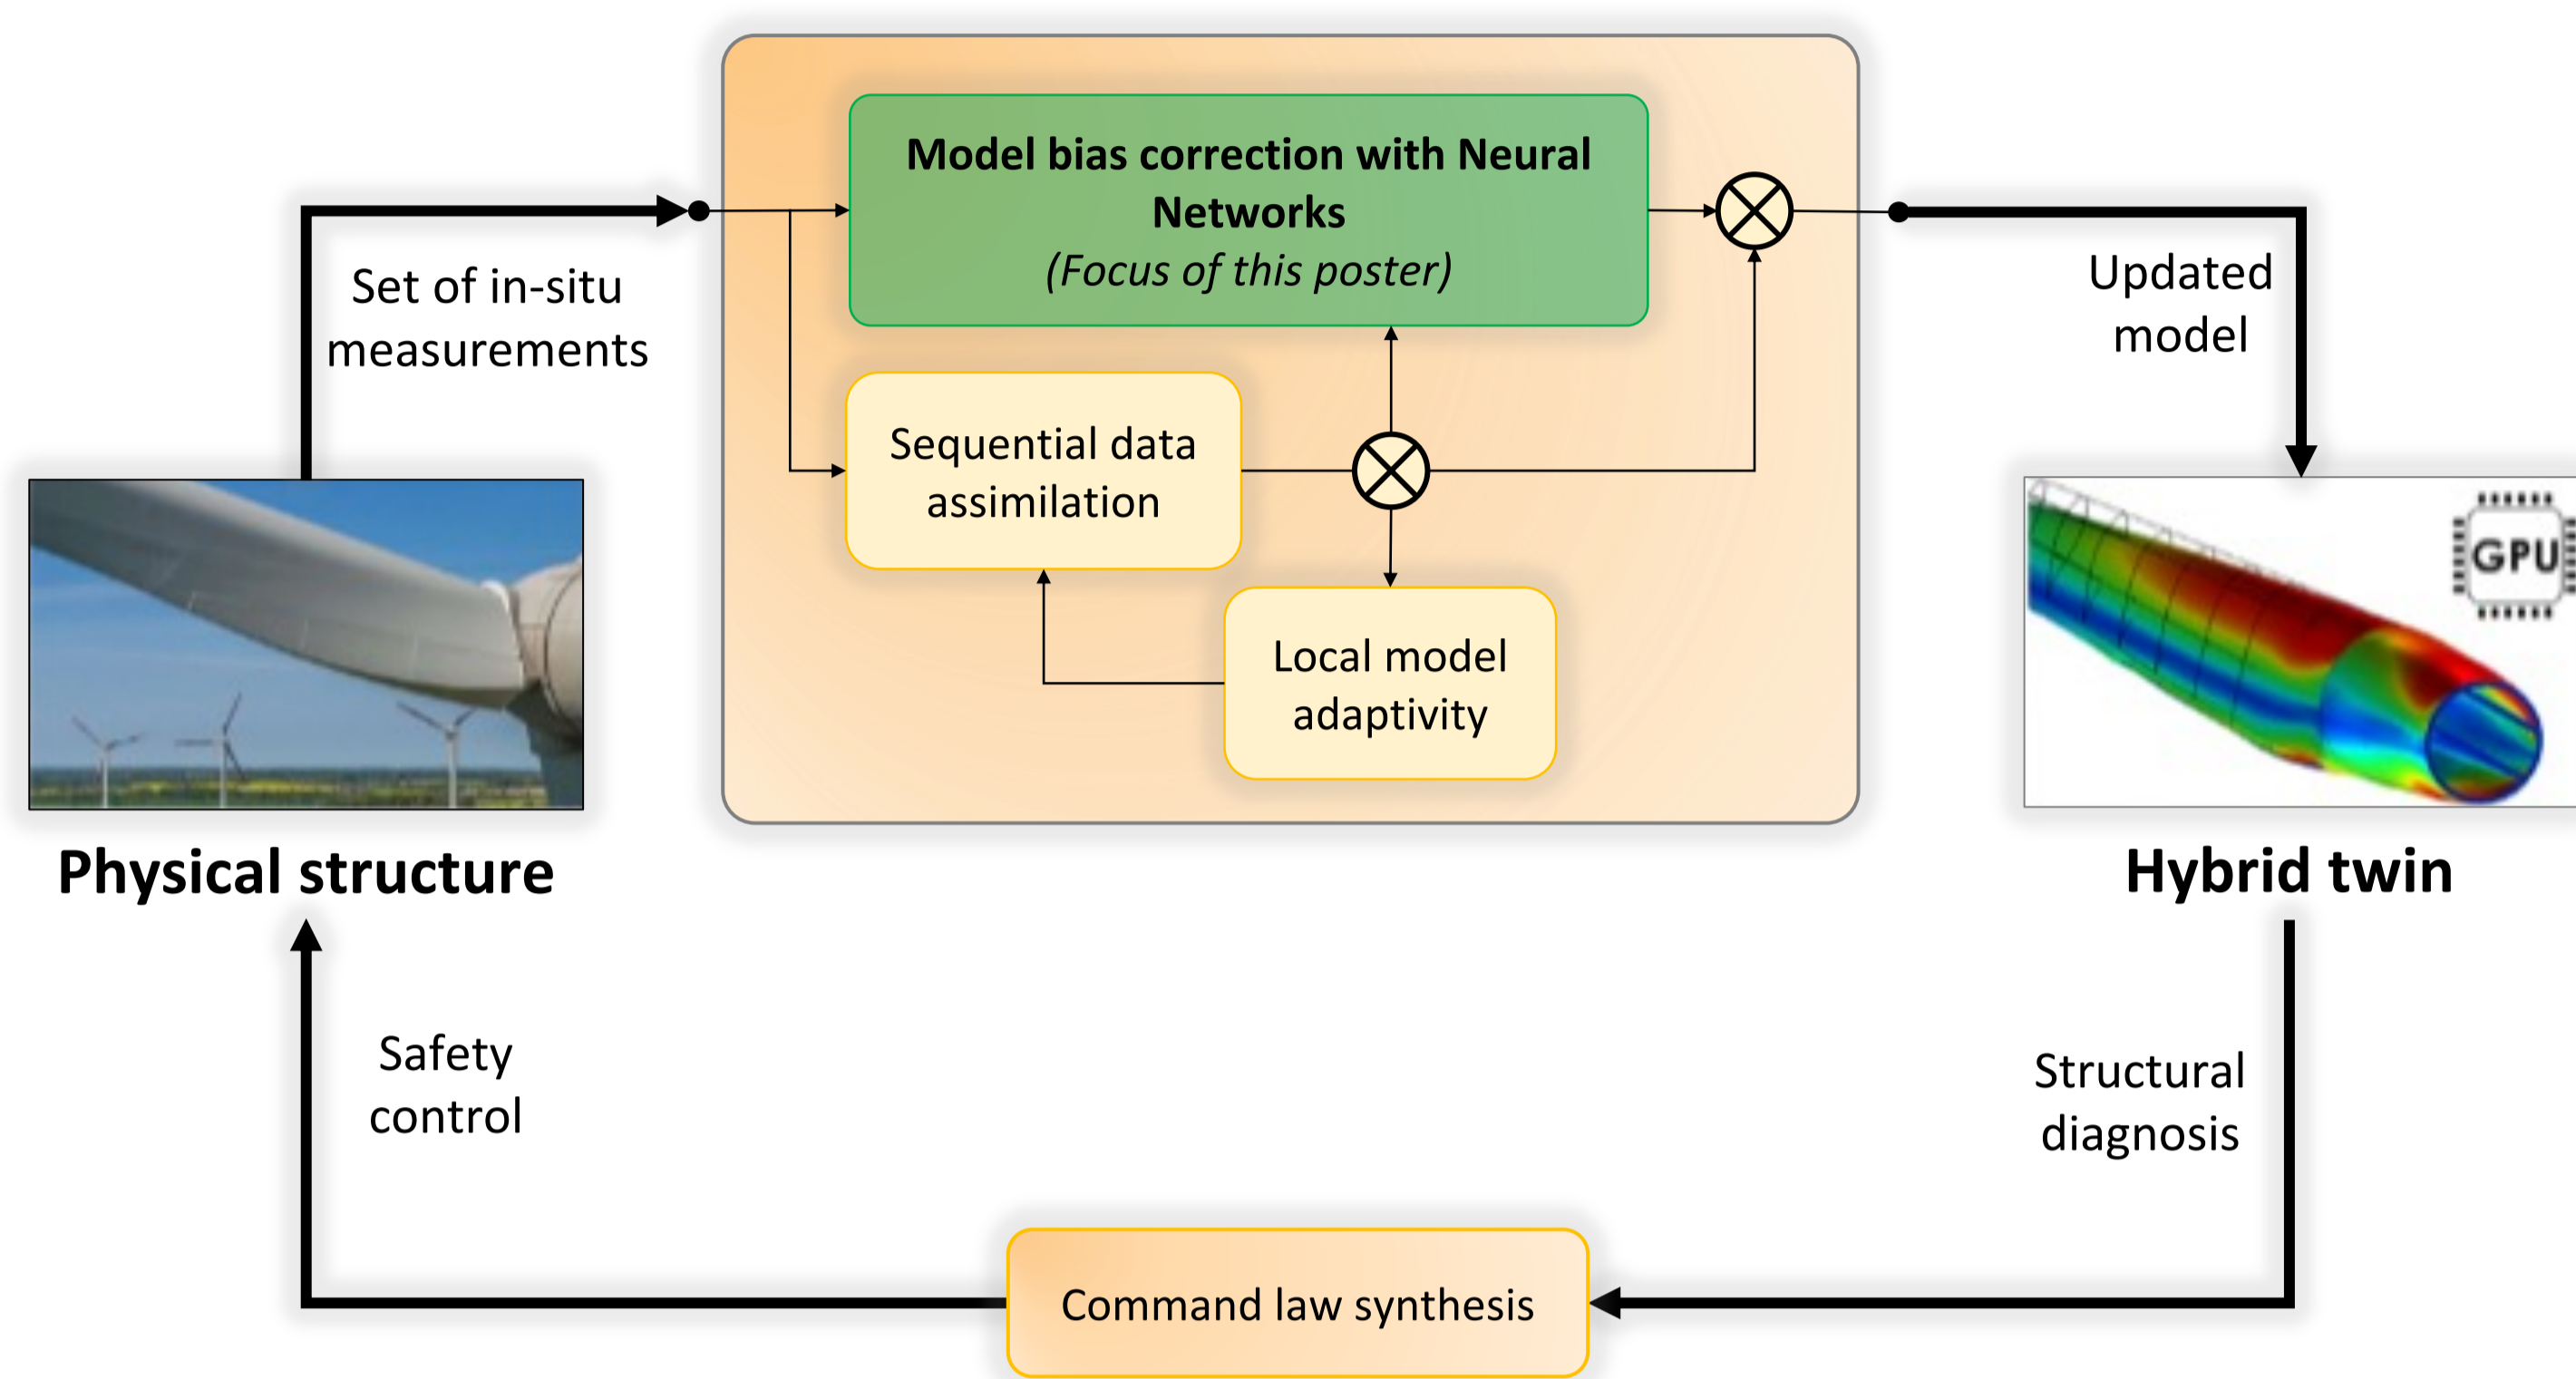 Model bias correction with Neural
Networks
(Focus of this poster)
Set of in-situ
measurements
Updated
model
Sequential data
assimilation
GPU
Local model
adaptivity
Physical structure
Hybrid twin
Safety
control
Structural
diagnosis
Command law synthesis